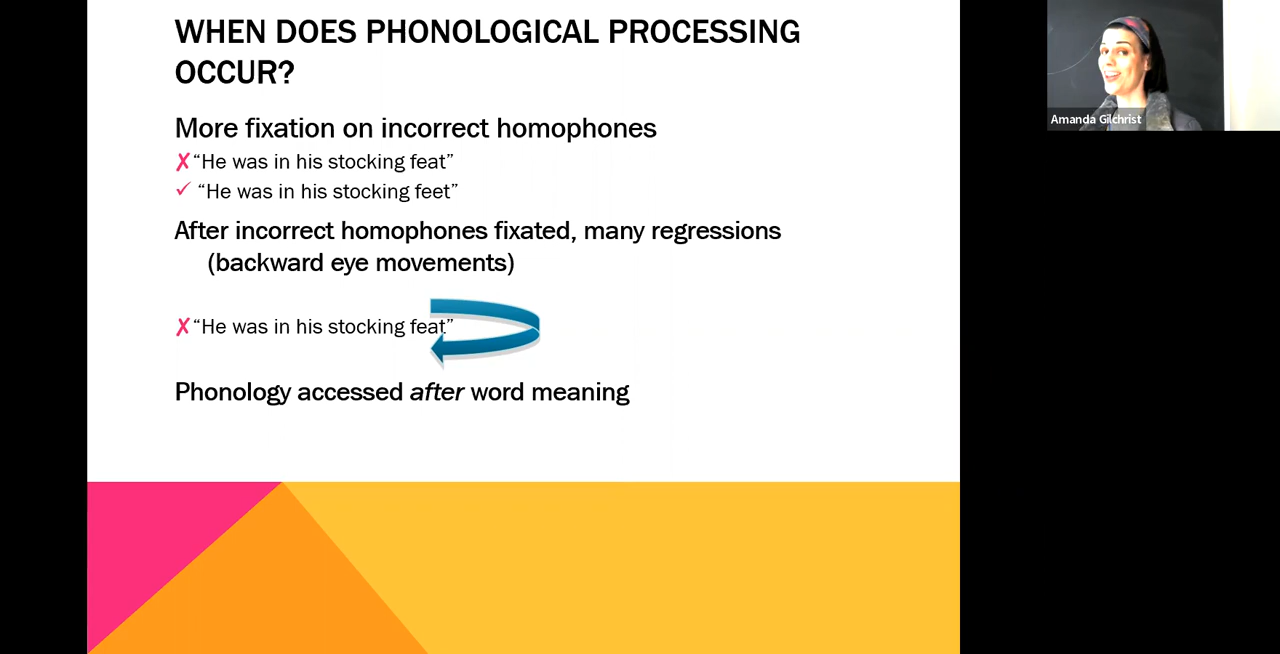 WHEN DOES PHONOLOGICAL PROCESSING
OCCUR?
More fixation on incorrect homophones
✗“He was in his stocking feat”
✓ “He was in his stocking feet”
After incorrect homophones fixated, many regressions
(backward eye movements)
✗“He was in his stocking feat”
Phonology accessed after word meaning
Amanda Gilchrist